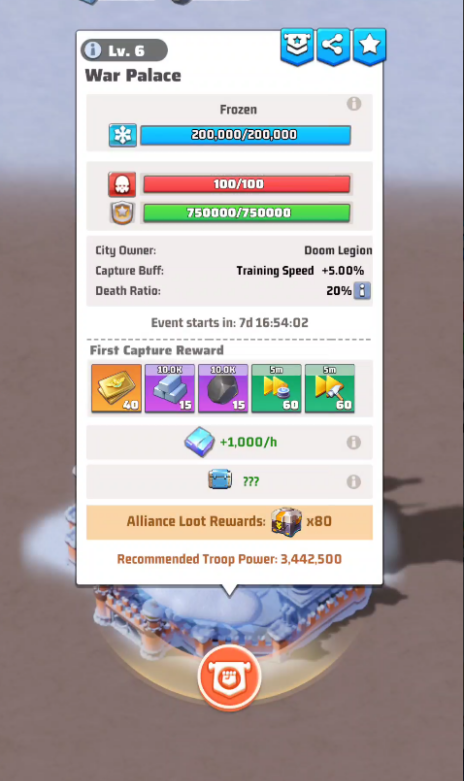 Lv. 6
War Palace
Frozen
200,000/200,000
100/100
750000/750000
City Owner: Doom Legion
Capture Buff: Training Speed +5.00%
Death Ratio: 20%
Event starts in: 7d 16:54:02
First Capture Reward
10.0K 10.0K 5m 5m
40 15 15 60 60
+1,000/h
???
Alliance Loot Rewards: x80
Recommended Troop Power: 3,442,500